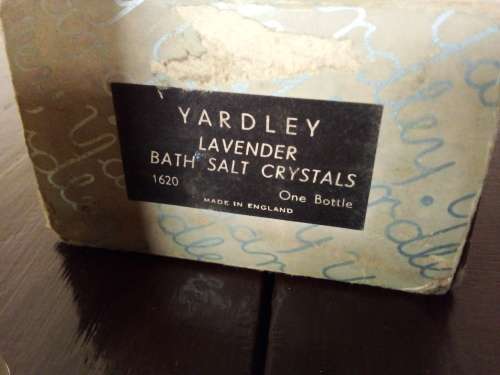 YARDLEY
LAVENDER
BATH SALT CRYSTALS
1620 One Bottle
MADE IN ENGLAND